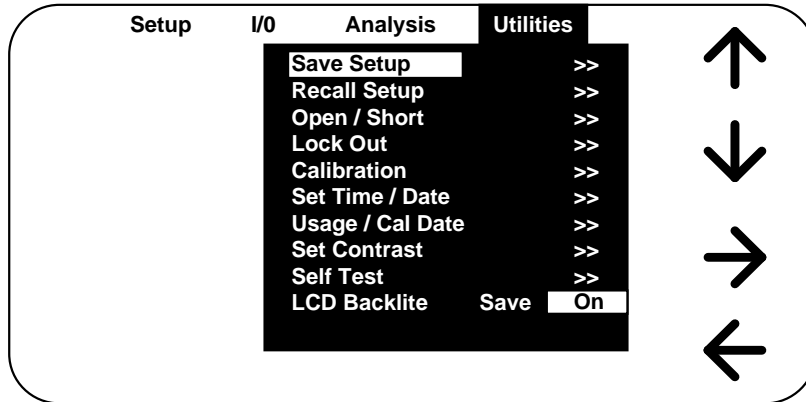 Setup I/0 Analysis Utilities
Save Setup >>
Recall Setup >>
Open / Short >>
Lock Out >>
Calibration >>
Set Time / Date >>
Usage / Cal Date >>
Set Contrast >>
Self Test >>
LCD Backlite Save On